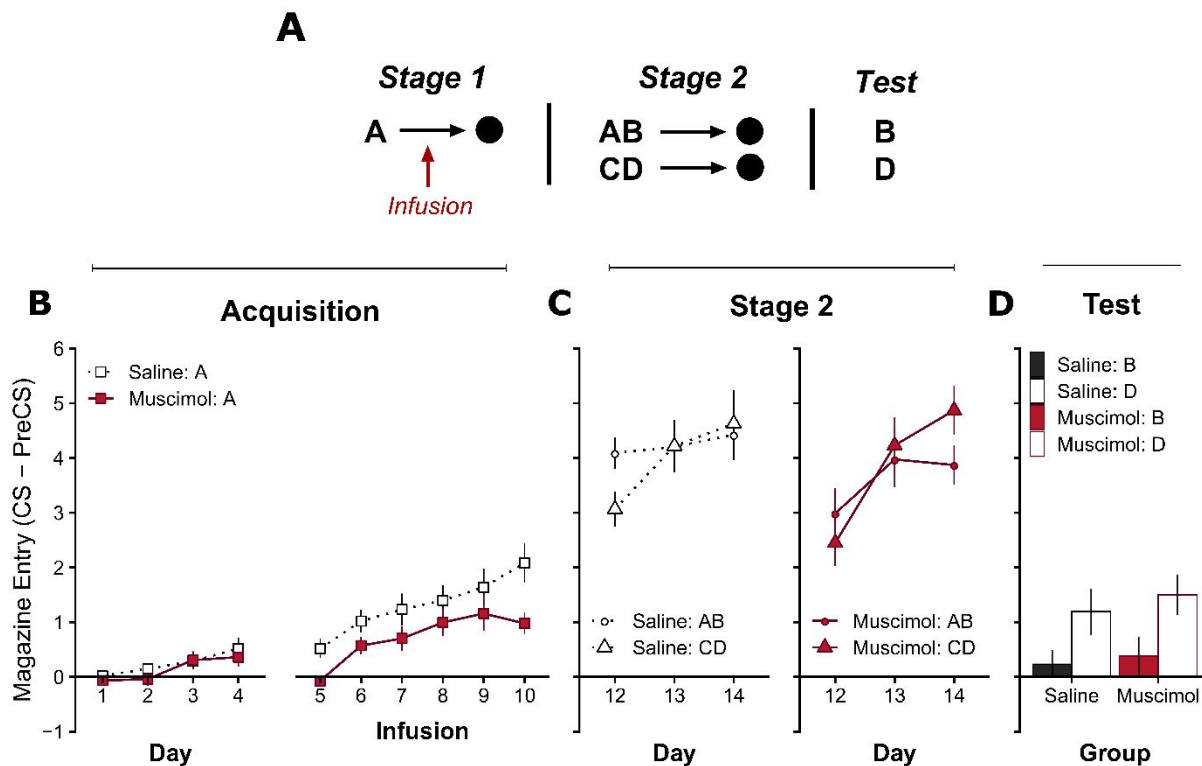 A
Stage 1
Stage 2
Test
A
AB
B
CD
D
Infusion
B
Acquisition
C
Stage 2
D
Test
Magazine Entry (CS − PreCS)
6
5
4
3
2
1
0
−1
Saline: A
Muscimol: A
1 2 3 4
5 6 7 8 9 10
Infusion
Day
Saline: AB
Saline: CD
12 13 14
Day
Muscimol: AB
Muscimol: CD
12 13 14
Day
Saline: B
Saline: D
Muscimol: B
Muscimol: D
Saline Muscimol
Group